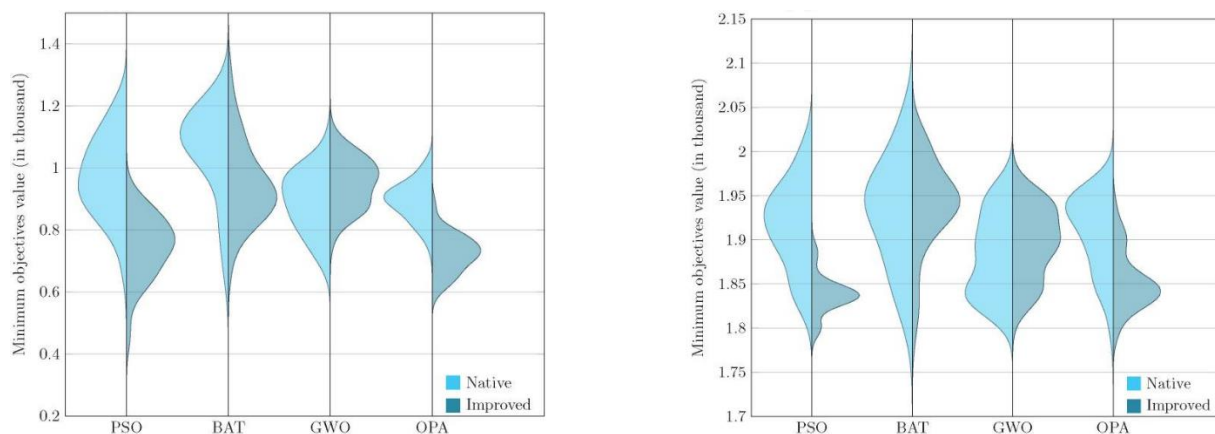 Minimum objectives value (in thousand)
1.4
1.2
1
0.8
0.6
0.4
0.2
PSO BAT GWO OPA
Native
Improved
Minimum objectives value (in thousand)
2.15
2.1
2.05
2
1.95
1.9
1.85
1.8
1.75
1.7
PSO BAT GWO OPA
Native
Improved